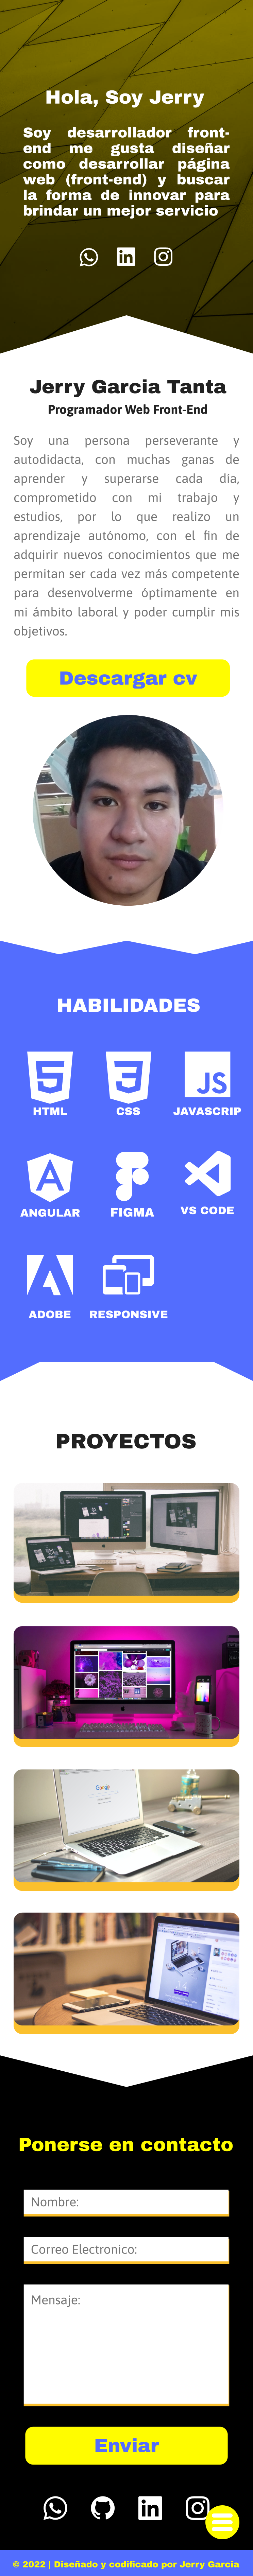 Hola, Soy Jerry
Soy desarrollador front-
end me gusta diseñar
como desarrollar página
web (front-end) y buscar
la forma de innovar para
brindar un mejor servicio
Jerry Garcia Tanta
Programador Web Front-End
Soy una persona perseverante y
autodidacta, con muchas ganas de
aprender y superarse cada día,
comprometido con mi trabajo y
estudios, por lo que realizo un
aprendizaje autónomo, con el fin de
adquirir nuevos conocimientos que me
permitan ser cada vez más competente
para desenvolverme óptimamente en
mi ámbito laboral y poder cumplir mis
objetivos.
Descargar cv
HABILIDADES
JS
HTML CSS JAVASCRIP
ANGULAR FIGMA VS CODE
ADOBE RESPONSIVE
PROYECTOS
Google
Ponerse en contacto
Nombre:
Correo Electronico:
Mensaje:
Enviar
© 2022 | Diseñado y codificado por Jerry Garcia